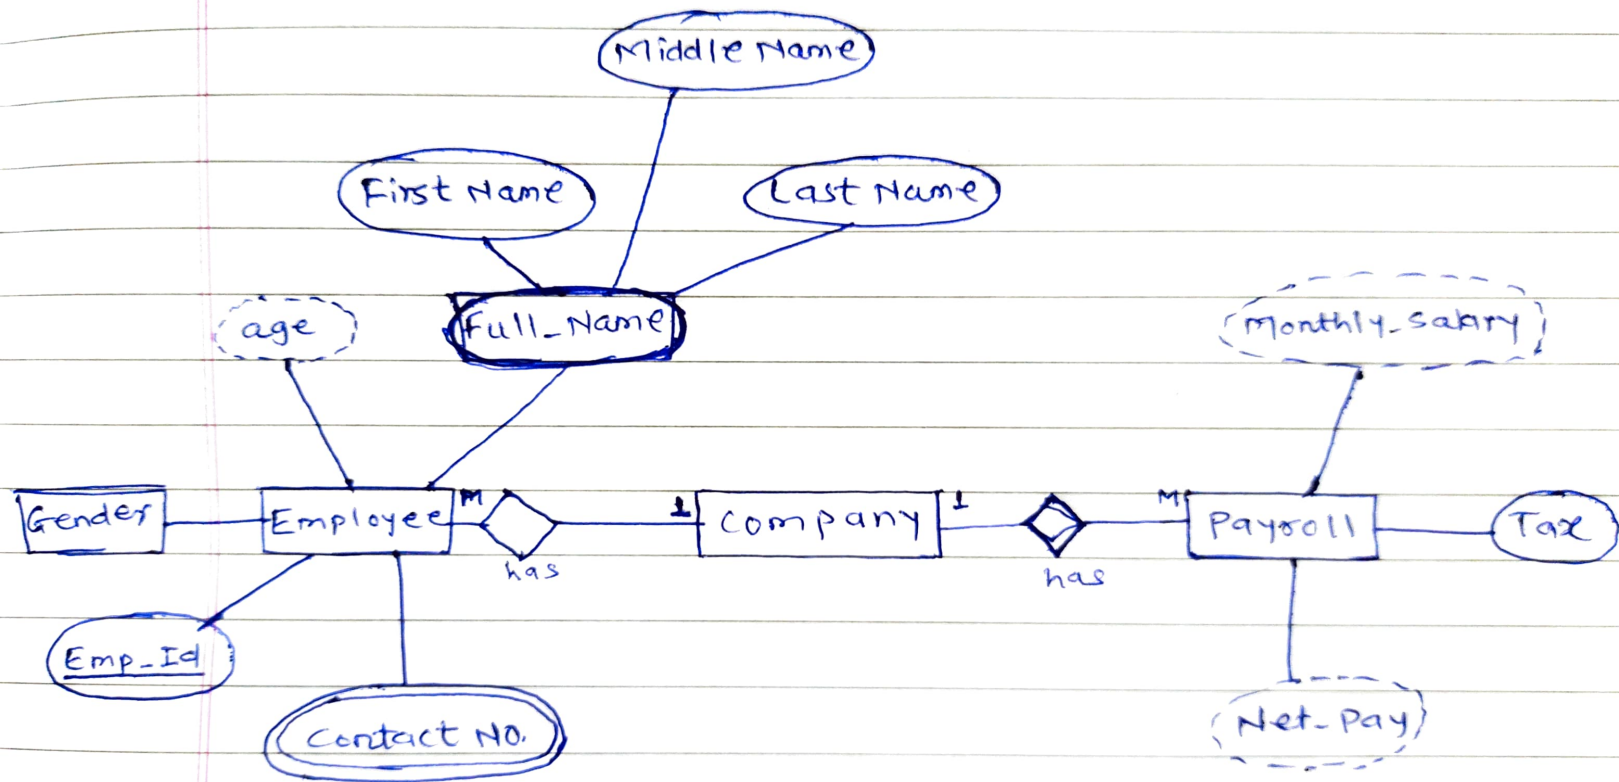 Middle Name
First Name
Last Name
age
Full_Name
Monthly_Salary
Gender
Employee
M
has
1
Company
1
has
M
Payroll
Tax
Emp_Id
Contact No.
Net_Pay